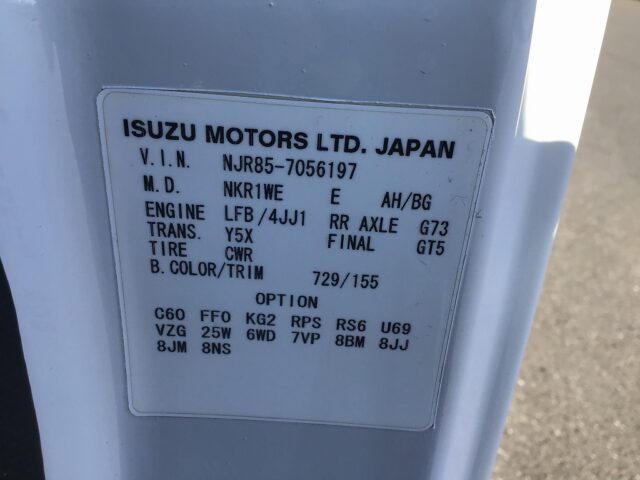 ISUZU MOTORS LTD. JAPAN
V.I.N. NJR85-7056197
M.D. NKR1WE E AH/BG
ENGINE LFB/4JJ1 RR AXLE G73
TRANS. Y5X FINAL GT5
TIRE CWR
B.COLOR/TRIM 729/155
OPTION
C60 FF0 KG2 RPS RS6 U69
VZG 25W 6WD 7VP 8BM 8JJ
8JM 8NS